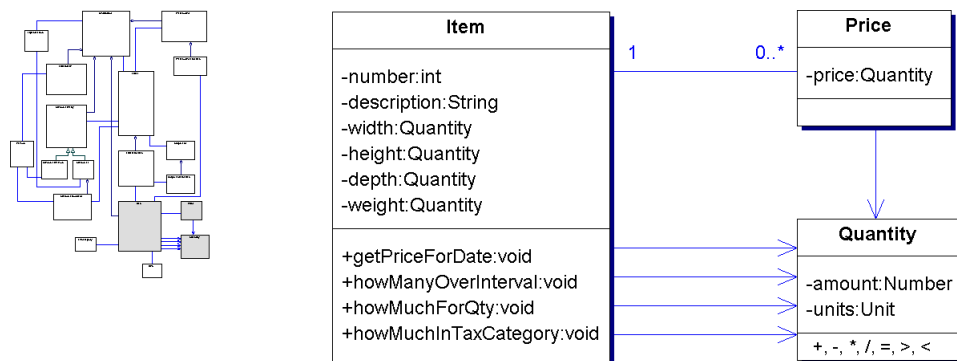 Item
-number:int
-description:String
-width:Quantity
-height:Quantity
-depth:Quantity
-weight:Quantity
+getPriceForDate:void
+howManyOverInterval:void
+howMuchForQty:void
+howMuchInTaxCategory:void
1 0..*
Price
-price:Quantity
Quantity
-amount:Number
-units:Unit
+, -, *, /, =, >, <